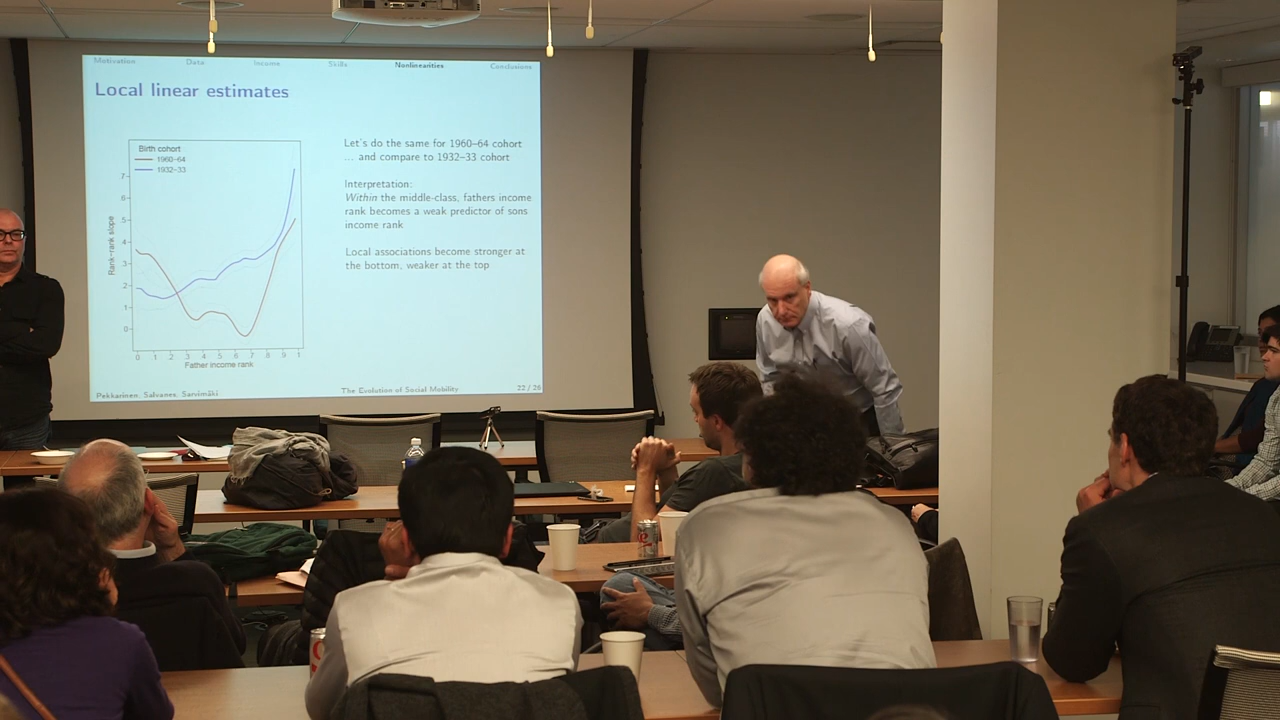 Motivation Data Income Skills Nonlinearities Conclusions
Local linear estimates
Let's do the same for 1960–64 cohort
... and compare to 1932–33 cohort
Interpretation:
Within the middle-class, fathers income
rank becomes a weak predictor of sons
income rank
Local associations become stronger at
the bottom, weaker at the top
Birth cohort
1960–64
1932–33
Rank-rank slope
.7
.6
.5
.4
.3
.2
.1
0
0 .1 .2 .3 .4 .5 .6 .7 .8 .9 1
Father income rank
Pekkarinen, Salvanes, Sarvimäki The Evolution of Social Mobility 22 / 26